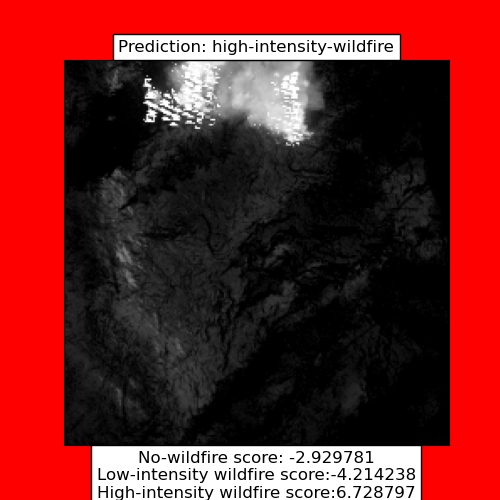 Prediction: high-intensity-wildfire
No-wildfire score: -2.929781
Low-intensity wildfire score:-4.214238
High-intensity wildfire score:6.728797